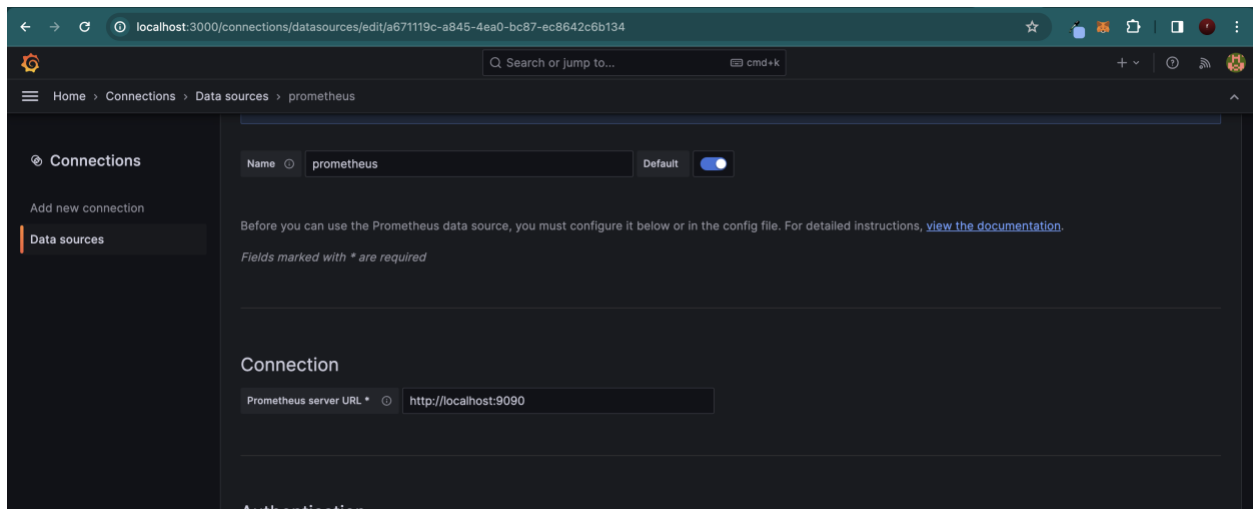 localhost:3000/connections/datasources/edit/a671119c-a845-4ea0-bc87-ec8642c6b134
Search or jump to... cmd+k
Home › Connections › Data sources › prometheus
Connections
Add new connection
Data sources
Name prometheus Default
Before you can use the Prometheus data source, you must configure it below or in the config file. For detailed instructions, view the documentation.
Fields marked with * are required
Connection
Prometheus server URL * http://localhost:9090
Authentication